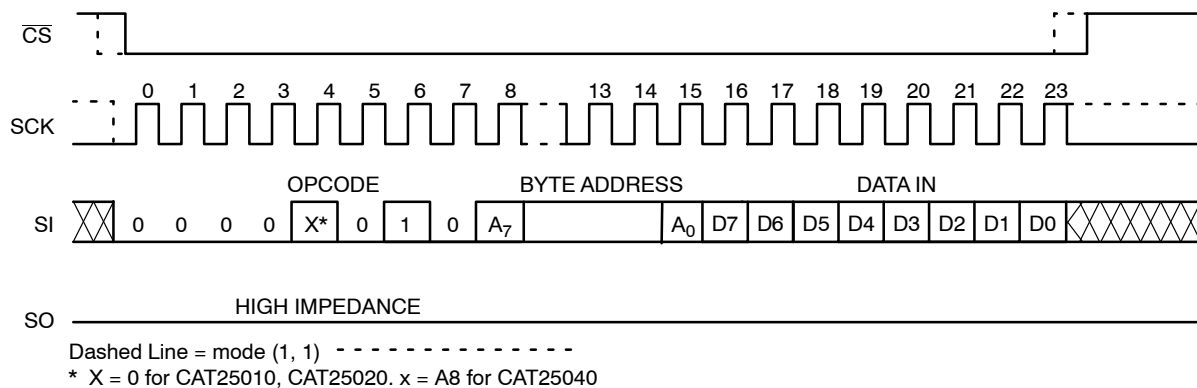 CS
0 1 2 3 4 5 6 7 8 13 14 15 16 17 18 19 20 21 22 23
SCK
OPCODE BYTE ADDRESS DATA IN
SI 0 0 0 0 X* 0 1 0 A7 A0 D7 D6 D5 D4 D3 D2 D1 D0
HIGH IMPEDANCE
SO
Dashed Line = mode (1, 1)
* X = 0 for CAT25010, CAT25020. x = A8 for CAT25040